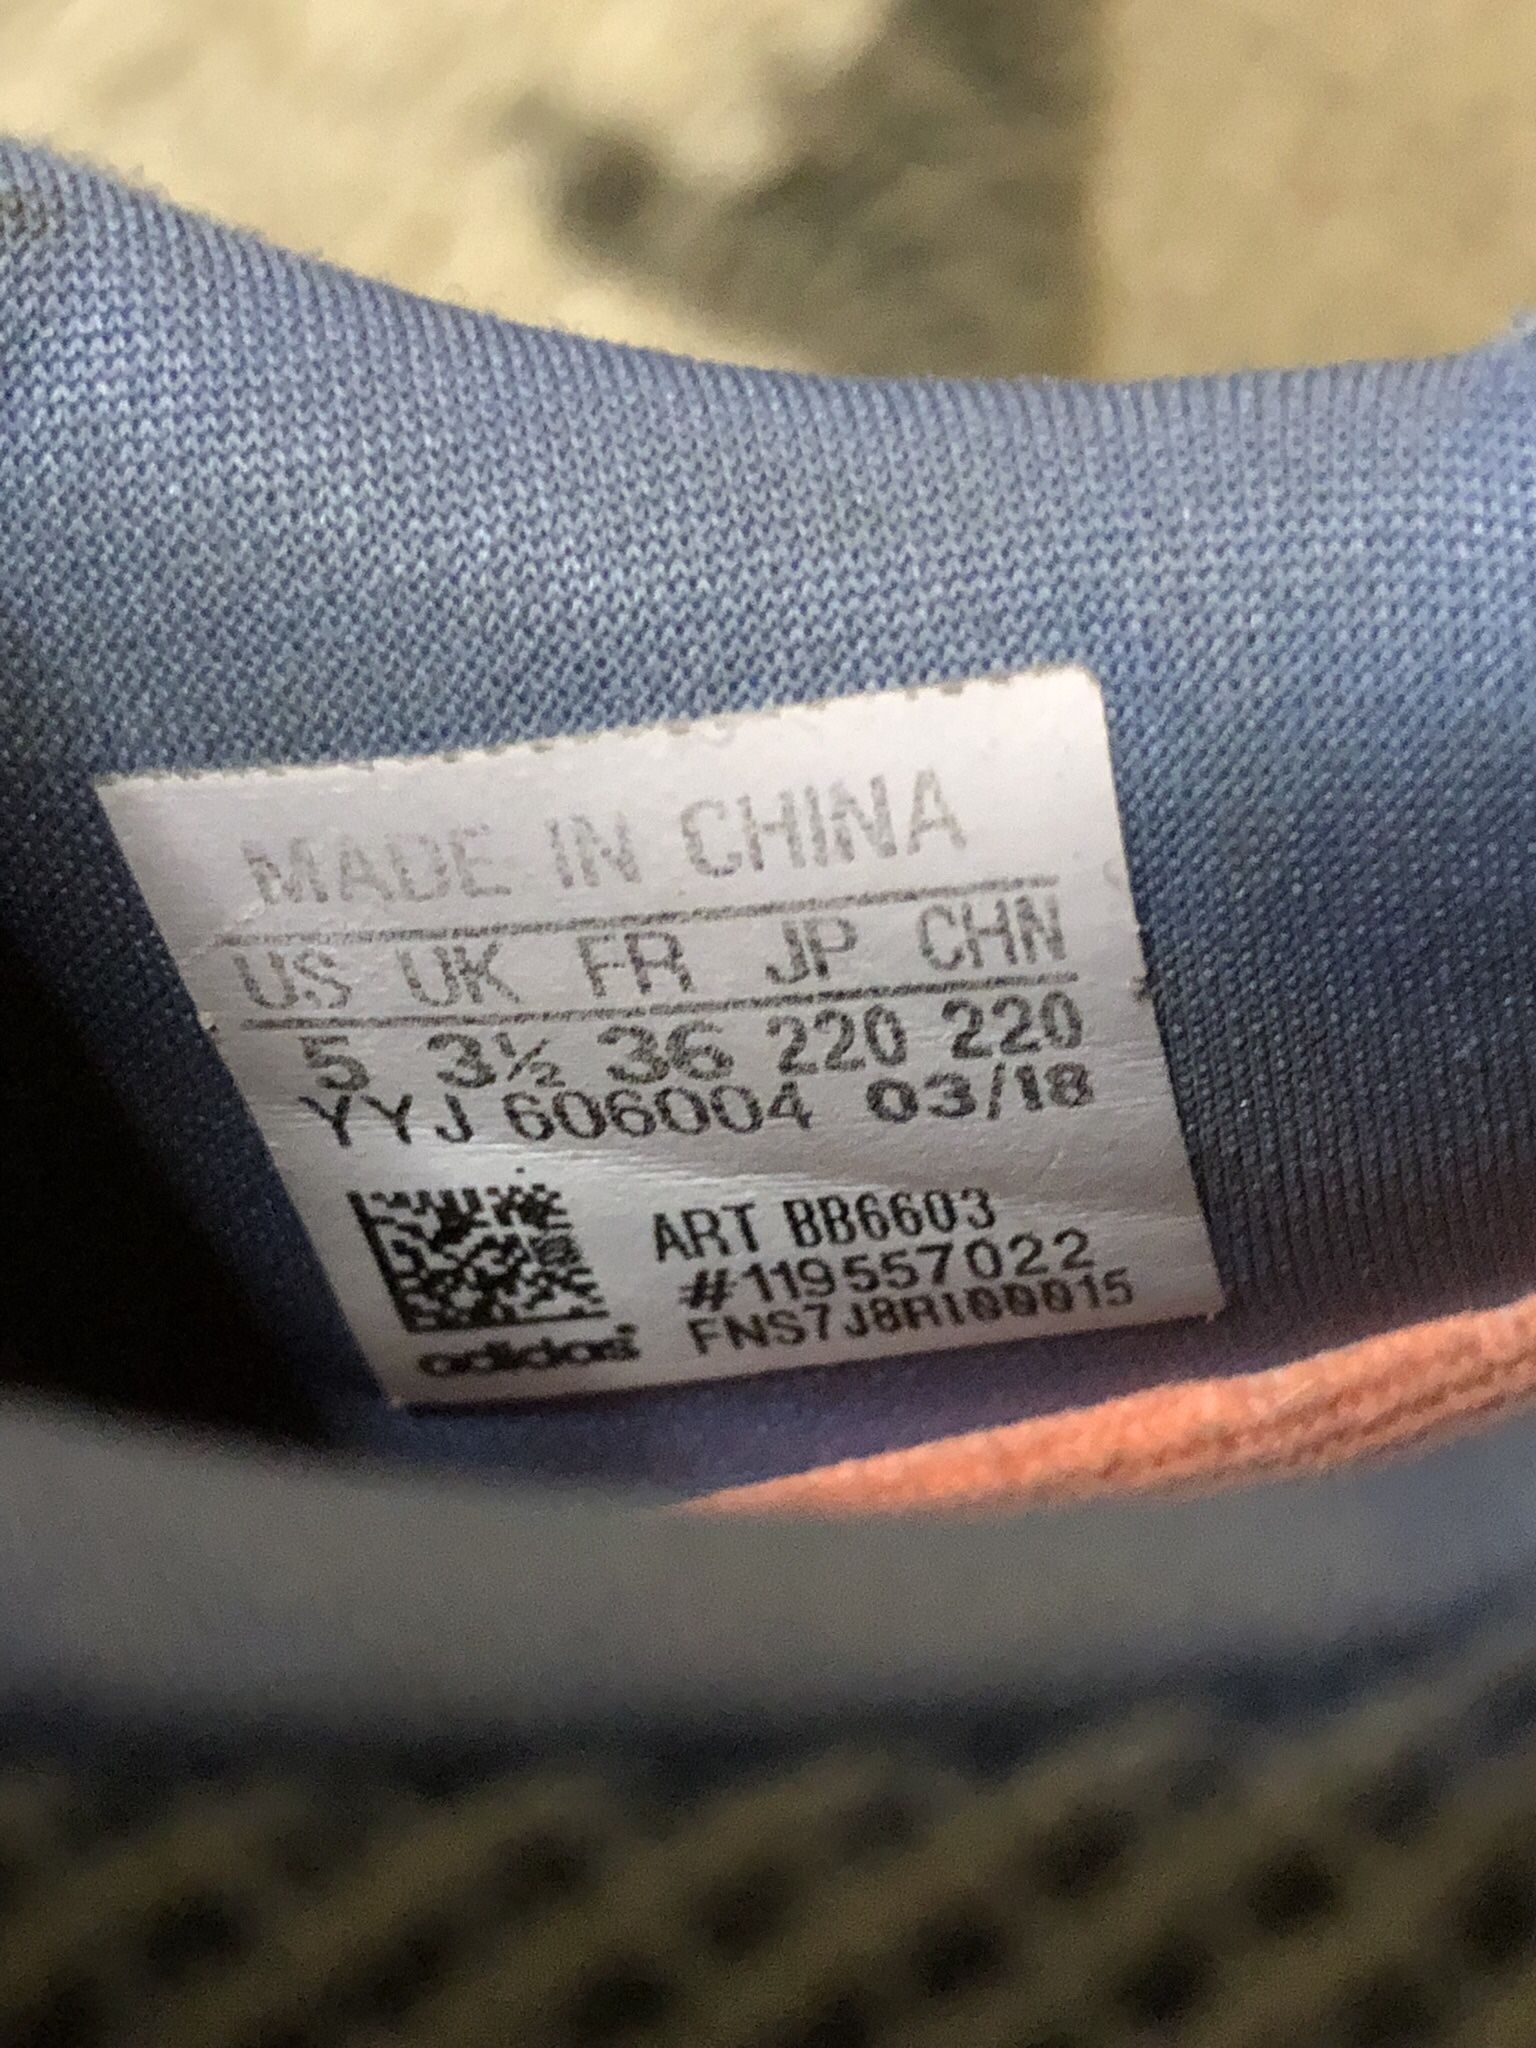 MADE IN CHINA
US UK FR JP CHN
5 3½ 36 220 220
YYJ 606004 03/18
ART BB6603
#119557022
FNS7J8R100015
adidas